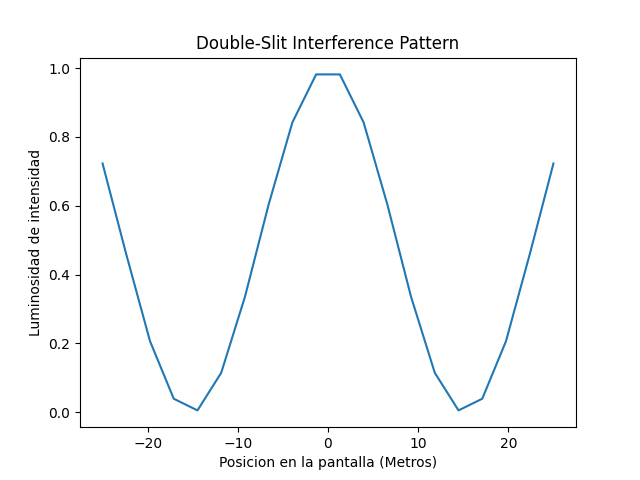 Double-Slit Interference Pattern
1.0
0.8
0.6
0.4
0.2
0.0
Luminosidad de intensidad
−20 −10 0 10 20
Posicion en la pantalla (Metros)